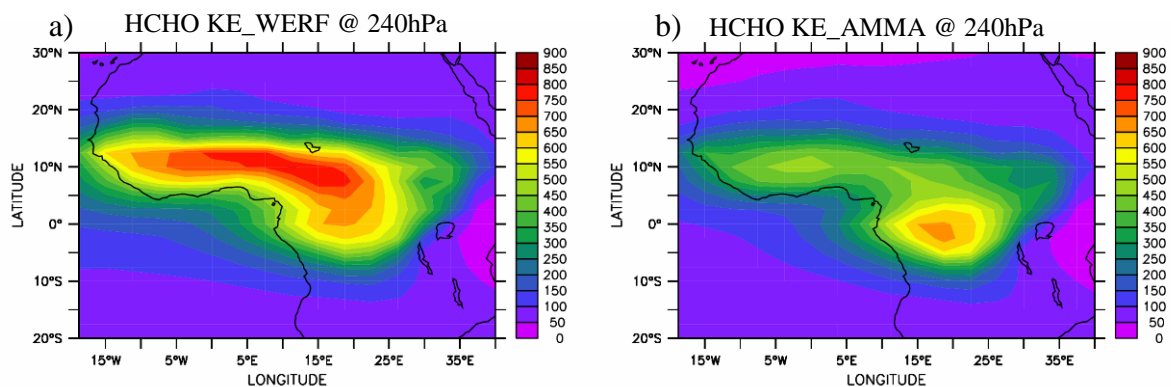 a) HCHO KE_WERF @ 240hPa
30°N
20°N
10°N
0°
10°S
20°S
LATITUDE
15°W 5°W 5°E 15°E 25°E 35°E
LONGITUDE
900
850
800
750
700
650
600
550
500
450
400
350
300
250
200
150
100
50
0
b) HCHO KE_AMMA @ 240hPa
30°N
20°N
10°N
0°
10°S
20°S
LATITUDE
15°W 5°W 5°E 15°E 25°E 35°E
LONGITUDE
900
850
800
750
700
650
600
550
500
450
400
350
300
250
200
150
100
50
0